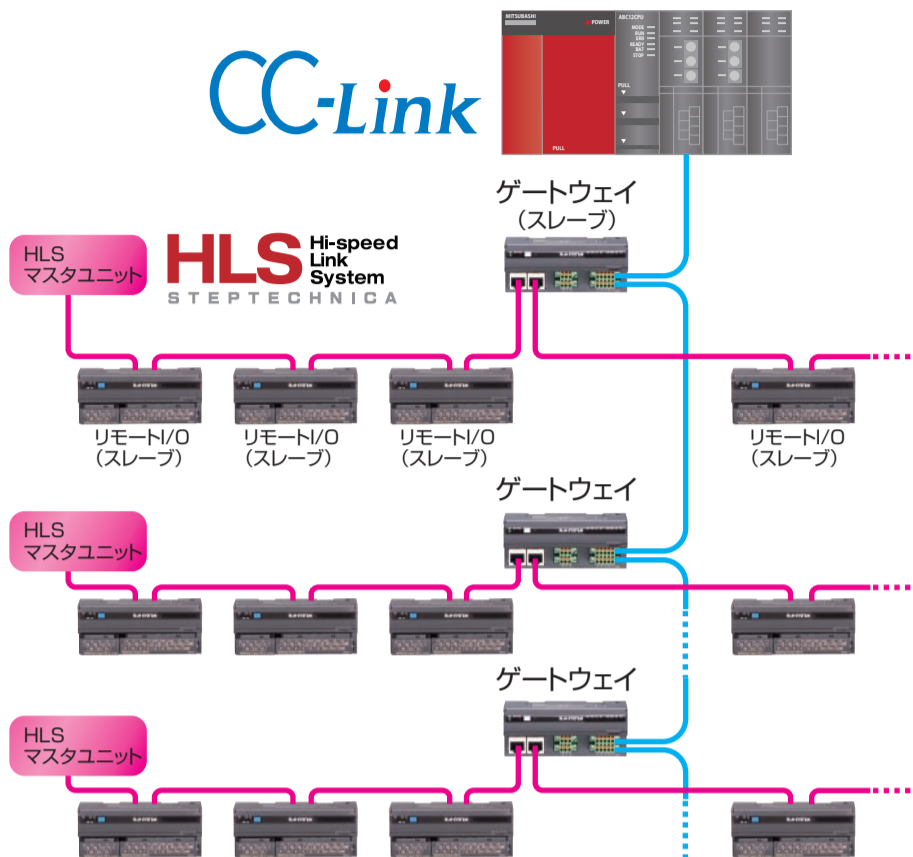 MITSUBASHI
POWER
ABC12CPU
MODE
RUN
ERR
READY
BAT
STOP
PULL
PULL
CC-Link
ゲートウェイ
(スレーブ)
HLS
マスタユニット
HLS Hi-speed
Link
System
STEPTECHNICA
リモートI/O
(スレーブ)
リモートI/O
(スレーブ)
リモートI/O
(スレーブ)
リモートI/O
(スレーブ)
ゲートウェイ
HLS
マスタユニット
ゲートウェイ
HLS
マスタユニット